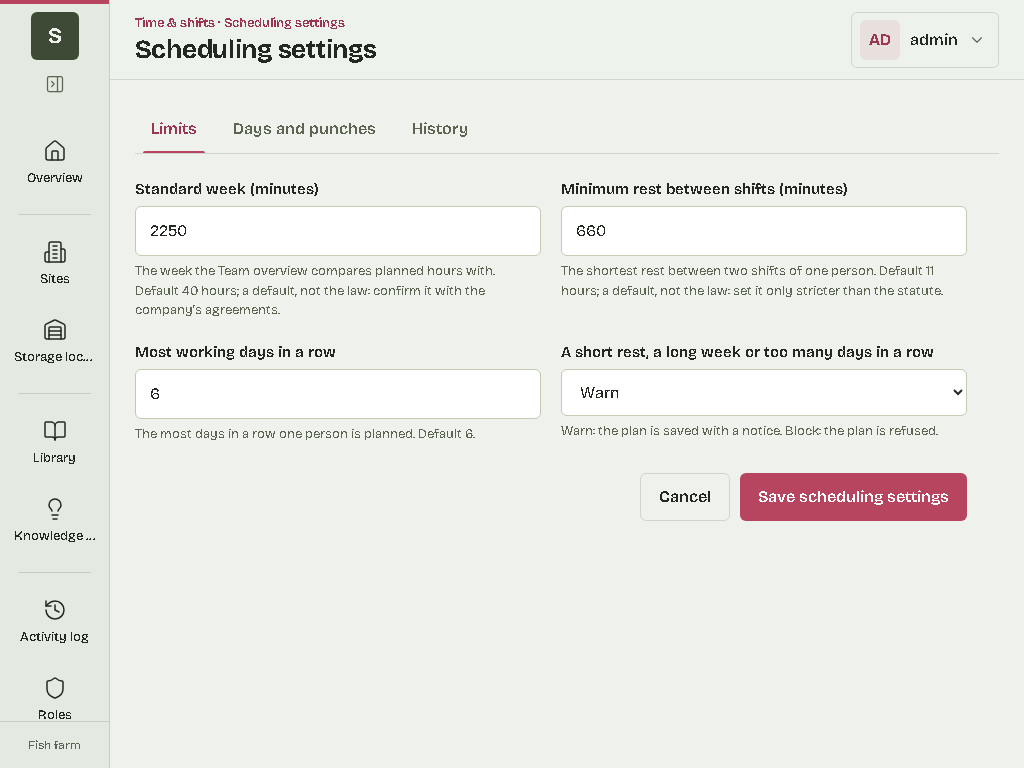 S
Time & shifts · Scheduling settings
Scheduling settings
AD
admin
Overview
Sites
Storage loc...
Library
Knowledge ...
Activity log
Roles
Fish farm
Limits
Days and punches
History
Standard week (minutes)
2250
The week the Team overview compares planned hours with.
Default 40 hours; a default, not the law: confirm it with the
company's agreements.
Minimum rest between shifts (minutes)
660
The shortest rest between two shifts of one person. Default 11
hours; a default, not the law: set it only stricter than the statute.
Most working days in a row
6
The most days in a row one person is planned. Default 6.
A short rest, a long week or too many days in a row
Warn
Warn: the plan is saved with a notice. Block: the plan is refused.
Cancel
Save scheduling settings